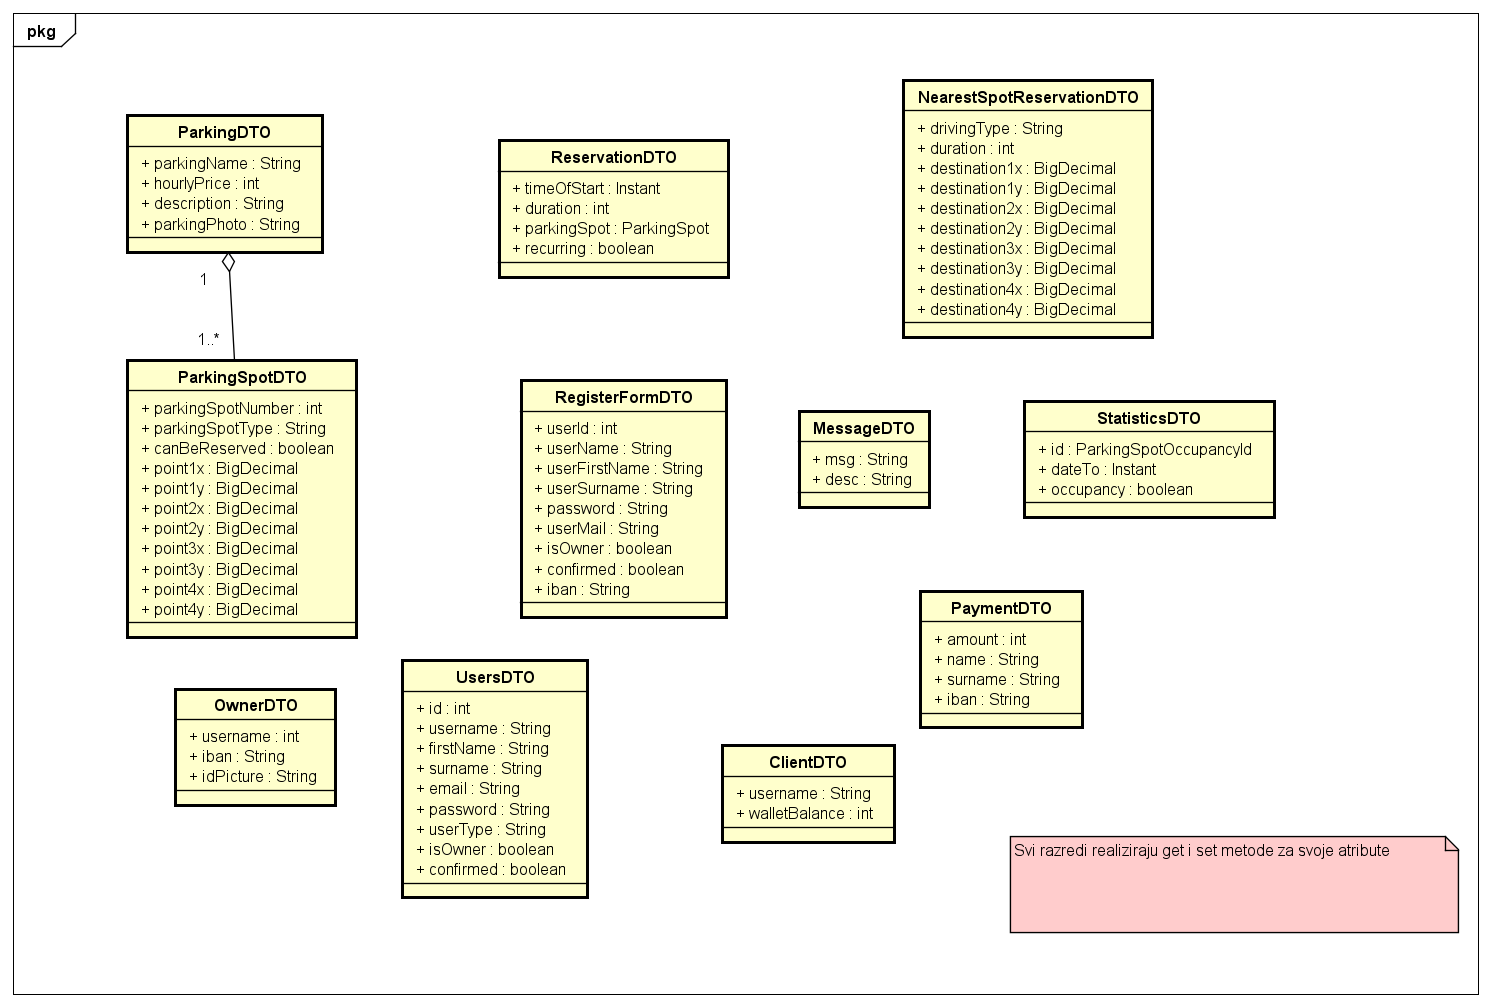 pkg
ParkingDTO
+ parkingName : String
+ hourlyPrice : int
+ description : String
+ parkingPhoto : String
1
1..*
ParkingSpotDTO
+ parkingSpotNumber : int
+ parkingSpotType : String
+ canBeReserved : boolean
+ point1x : BigDecimal
+ point1y : BigDecimal
+ point2x : BigDecimal
+ point2y : BigDecimal
+ point3x : BigDecimal
+ point3y : BigDecimal
+ point4x : BigDecimal
+ point4y : BigDecimal
ReservationDTO
+ timeOfStart : Instant
+ duration : int
+ parkingSpot : ParkingSpot
+ recurring : boolean
NearestSpotReservationDTO
+ drivingType : String
+ duration : int
+ destination1x : BigDecimal
+ destination1y : BigDecimal
+ destination2x : BigDecimal
+ destination2y : BigDecimal
+ destination3x : BigDecimal
+ destination3y : BigDecimal
+ destination4x : BigDecimal
+ destination4y : BigDecimal
RegisterFormDTO
+ userId : int
+ userName : String
+ userFirstName : String
+ userSurname : String
+ password : String
+ userMail : String
+ isOwner : boolean
+ confirmed : boolean
+ iban : String
MessageDTO
+ msg : String
+ desc : String
StatisticsDTO
+ id : ParkingSpotOccupancyId
+ dateTo : Instant
+ occupancy : boolean
PaymentDTO
+ amount : int
+ name : String
+ surname : String
+ iban : String
OwnerDTO
+ username : int
+ iban : String
+ idPicture : String
UsersDTO
+ id : int
+ username : String
+ firstName : String
+ surname : String
+ email : String
+ password : String
+ userType : String
+ isOwner : boolean
+ confirmed : boolean
ClientDTO
+ username : String
+ walletBalance : int
Svi razredi realiziraju get i set metode za svoje atribute